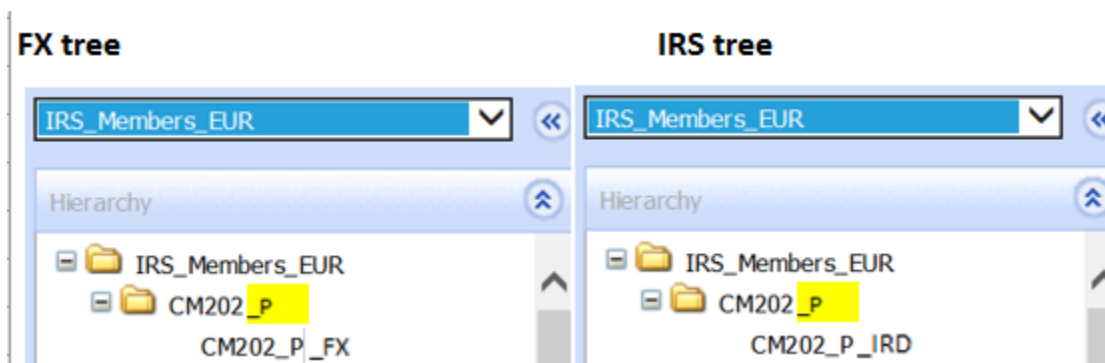 FX tree
IRS_Members_EUR
Hierarchy
IRS_Members_EUR
CM202_P
CM202_P_FX
IRS tree
IRS_Members_EUR
Hierarchy
IRS_Members_EUR
CM202_P
CM202_P_IRD